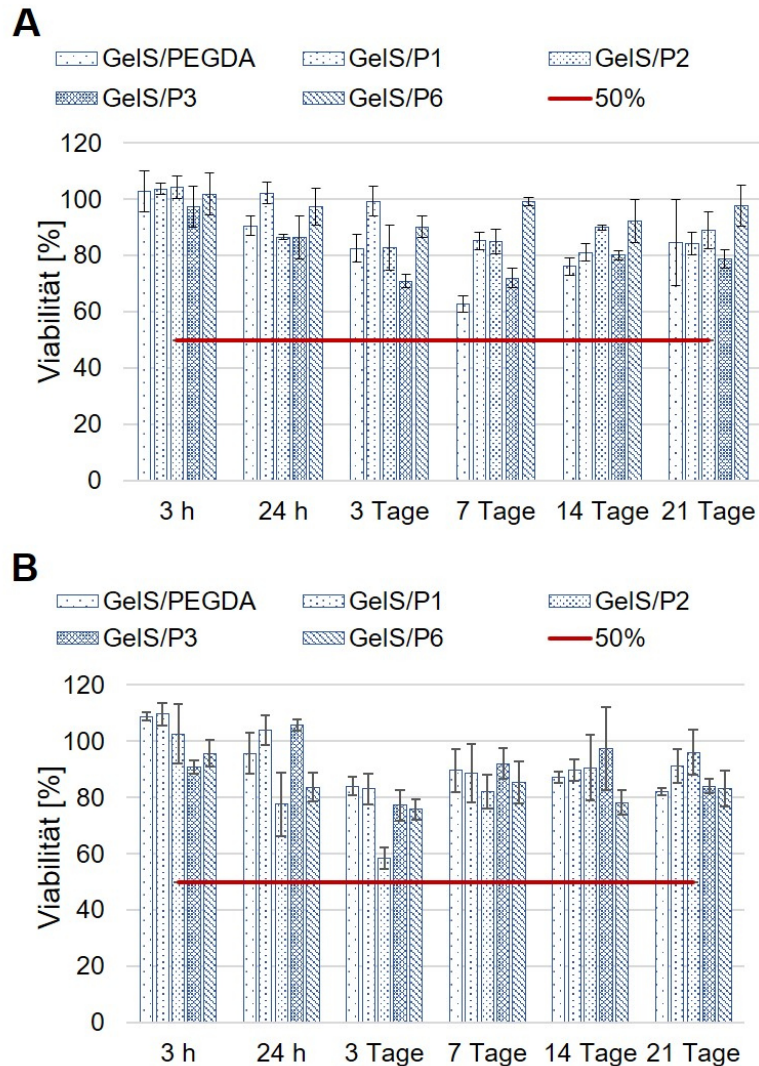 A
GelS/PEGDA GelS/P1 GelS/P2
GelS/P3 GelS/P6 50%
120
100
80
60
40
20
0
Viabilität [%]
3 h 24 h 3 Tage 7 Tage 14 Tage 21 Tage
B
GelS/PEGDA GelS/P1 GelS/P2
GelS/P3 GelS/P6 50%
120
100
80
60
40
20
0
Viabilität [%]
3 h 24 h 3 Tage 7 Tage 14 Tage 21 Tage